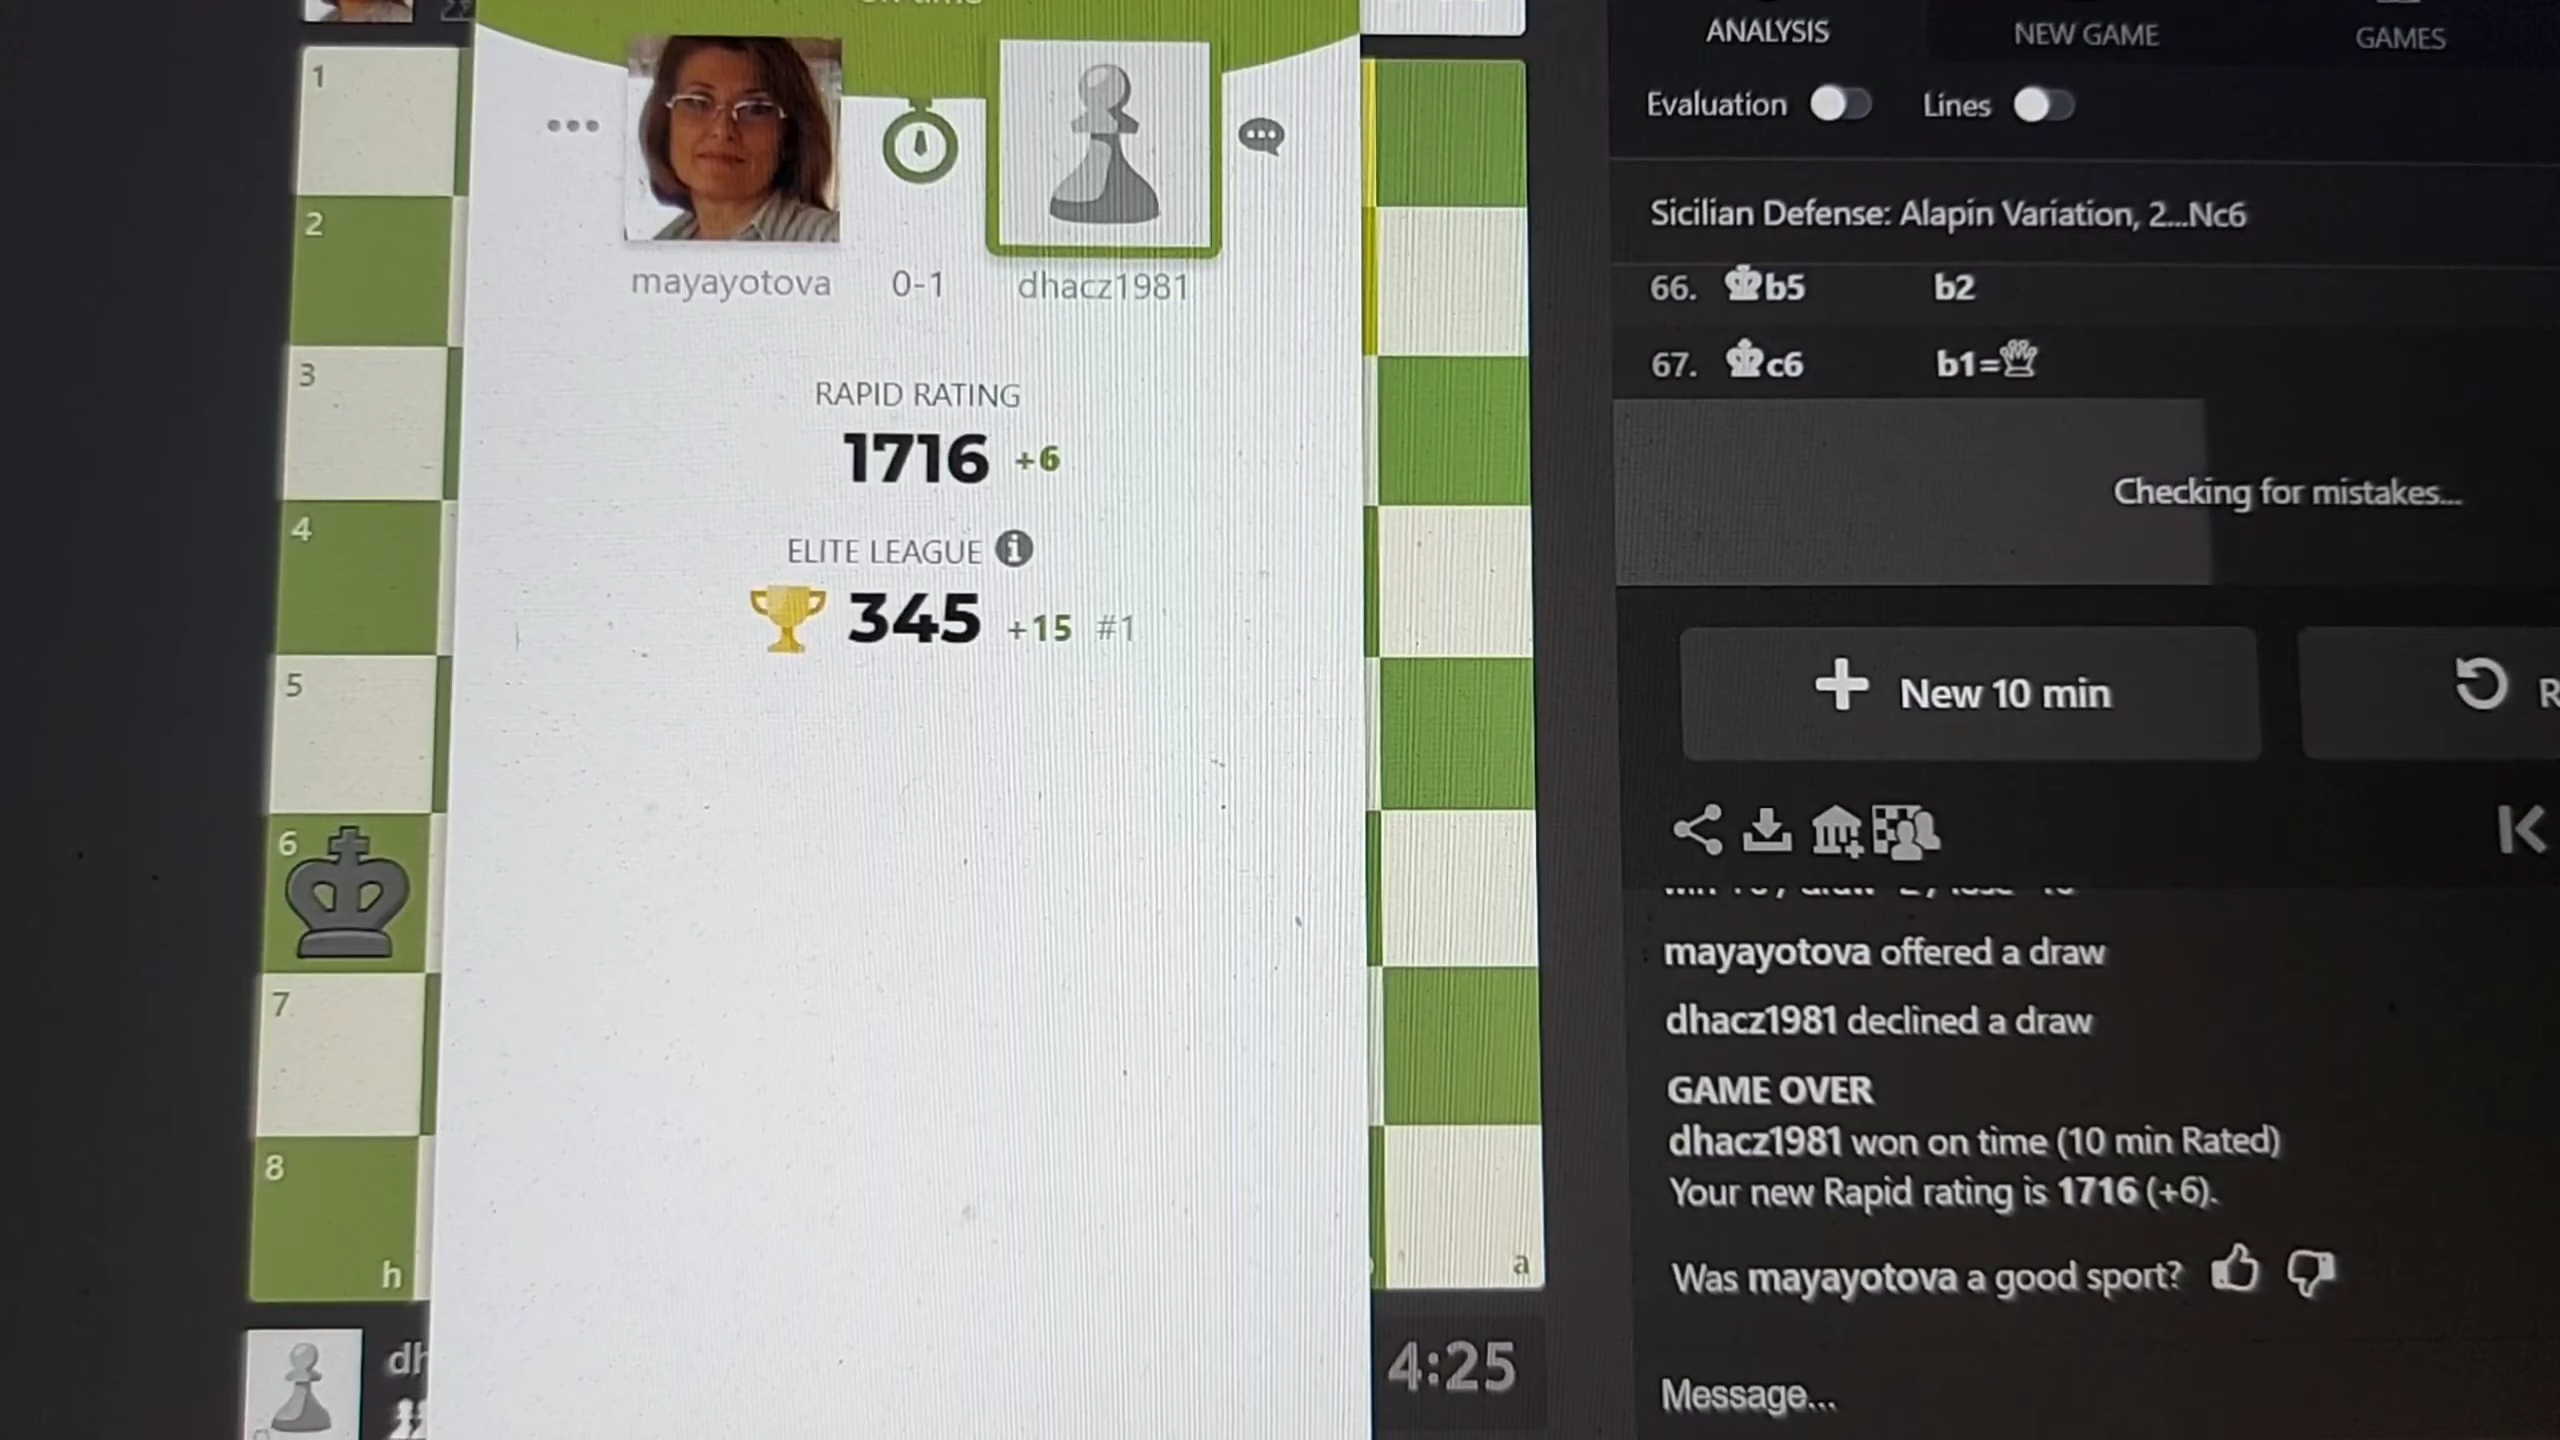 on time
mayayotova 0-1 dhacz1981
RAPID RATING
1716 +6
ELITE LEAGUE
345 +15 #1
1
2
3
4
5
6
7
8
h
a
4:25
ANALYSIS NEW GAME GAMES
Evaluation Lines
Sicilian Defense: Alapin Variation, 2...Nc6
66. b5 b2
67. c6 b1=
Checking for mistakes...
New 10 min
mayayotova offered a draw
dhacz1981 declined a draw
GAME OVER
dhacz1981 won on time (10 min Rated)
Your new Rapid rating is 1716 (+6).
Was mayayotova a good sport?
Message...